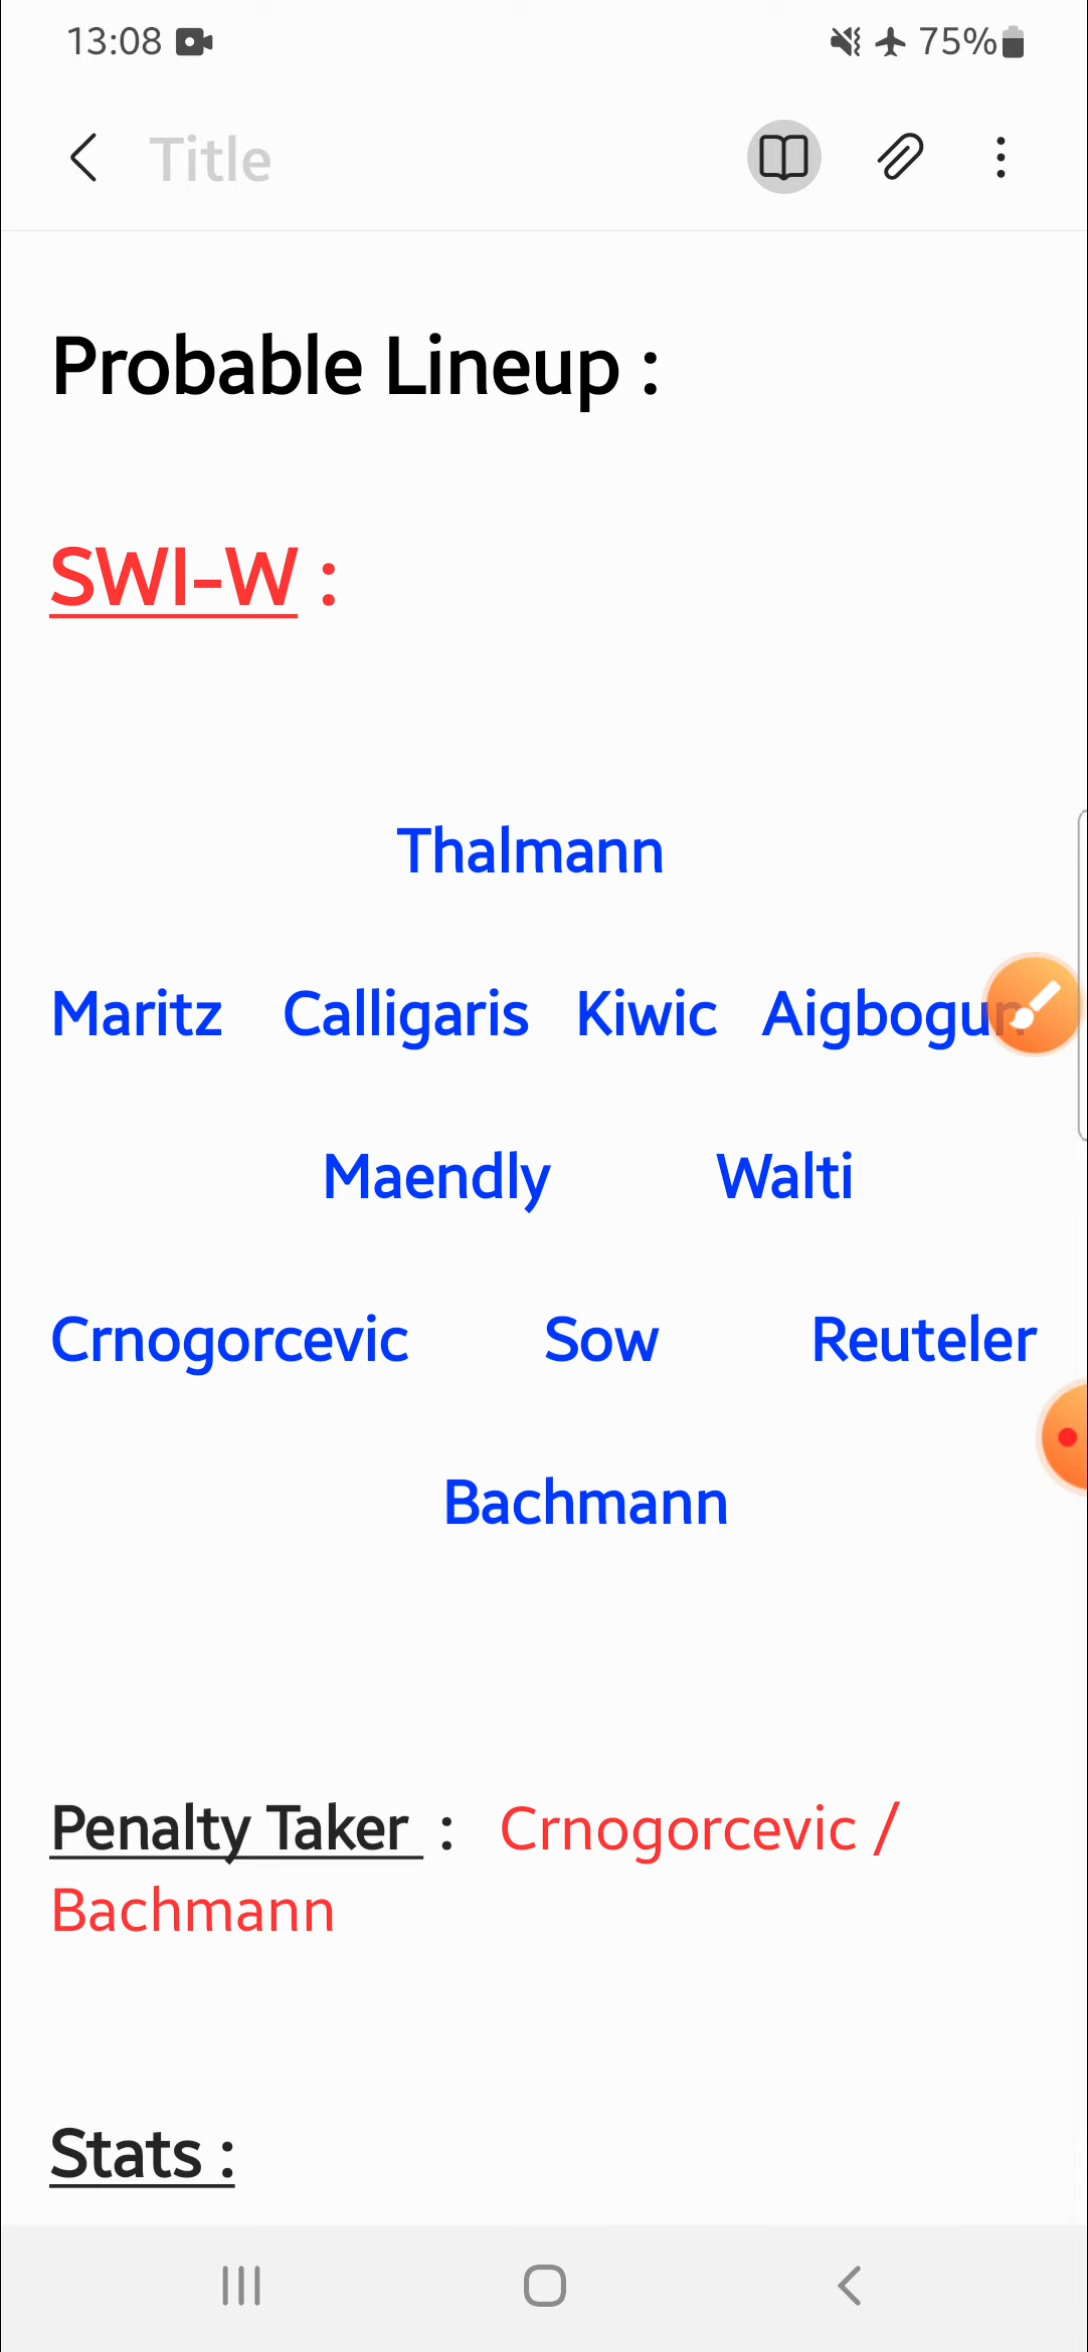 13:08 75%
Title
Probable Lineup :
SWI-W :
Thalmann
Maritz Calligaris Kiwic Aigbogun
Maendly Walti
Crnogorcevic Sow Reuteler
Bachmann
Penalty Taker : Crnogorcevic /
Bachmann
Stats :